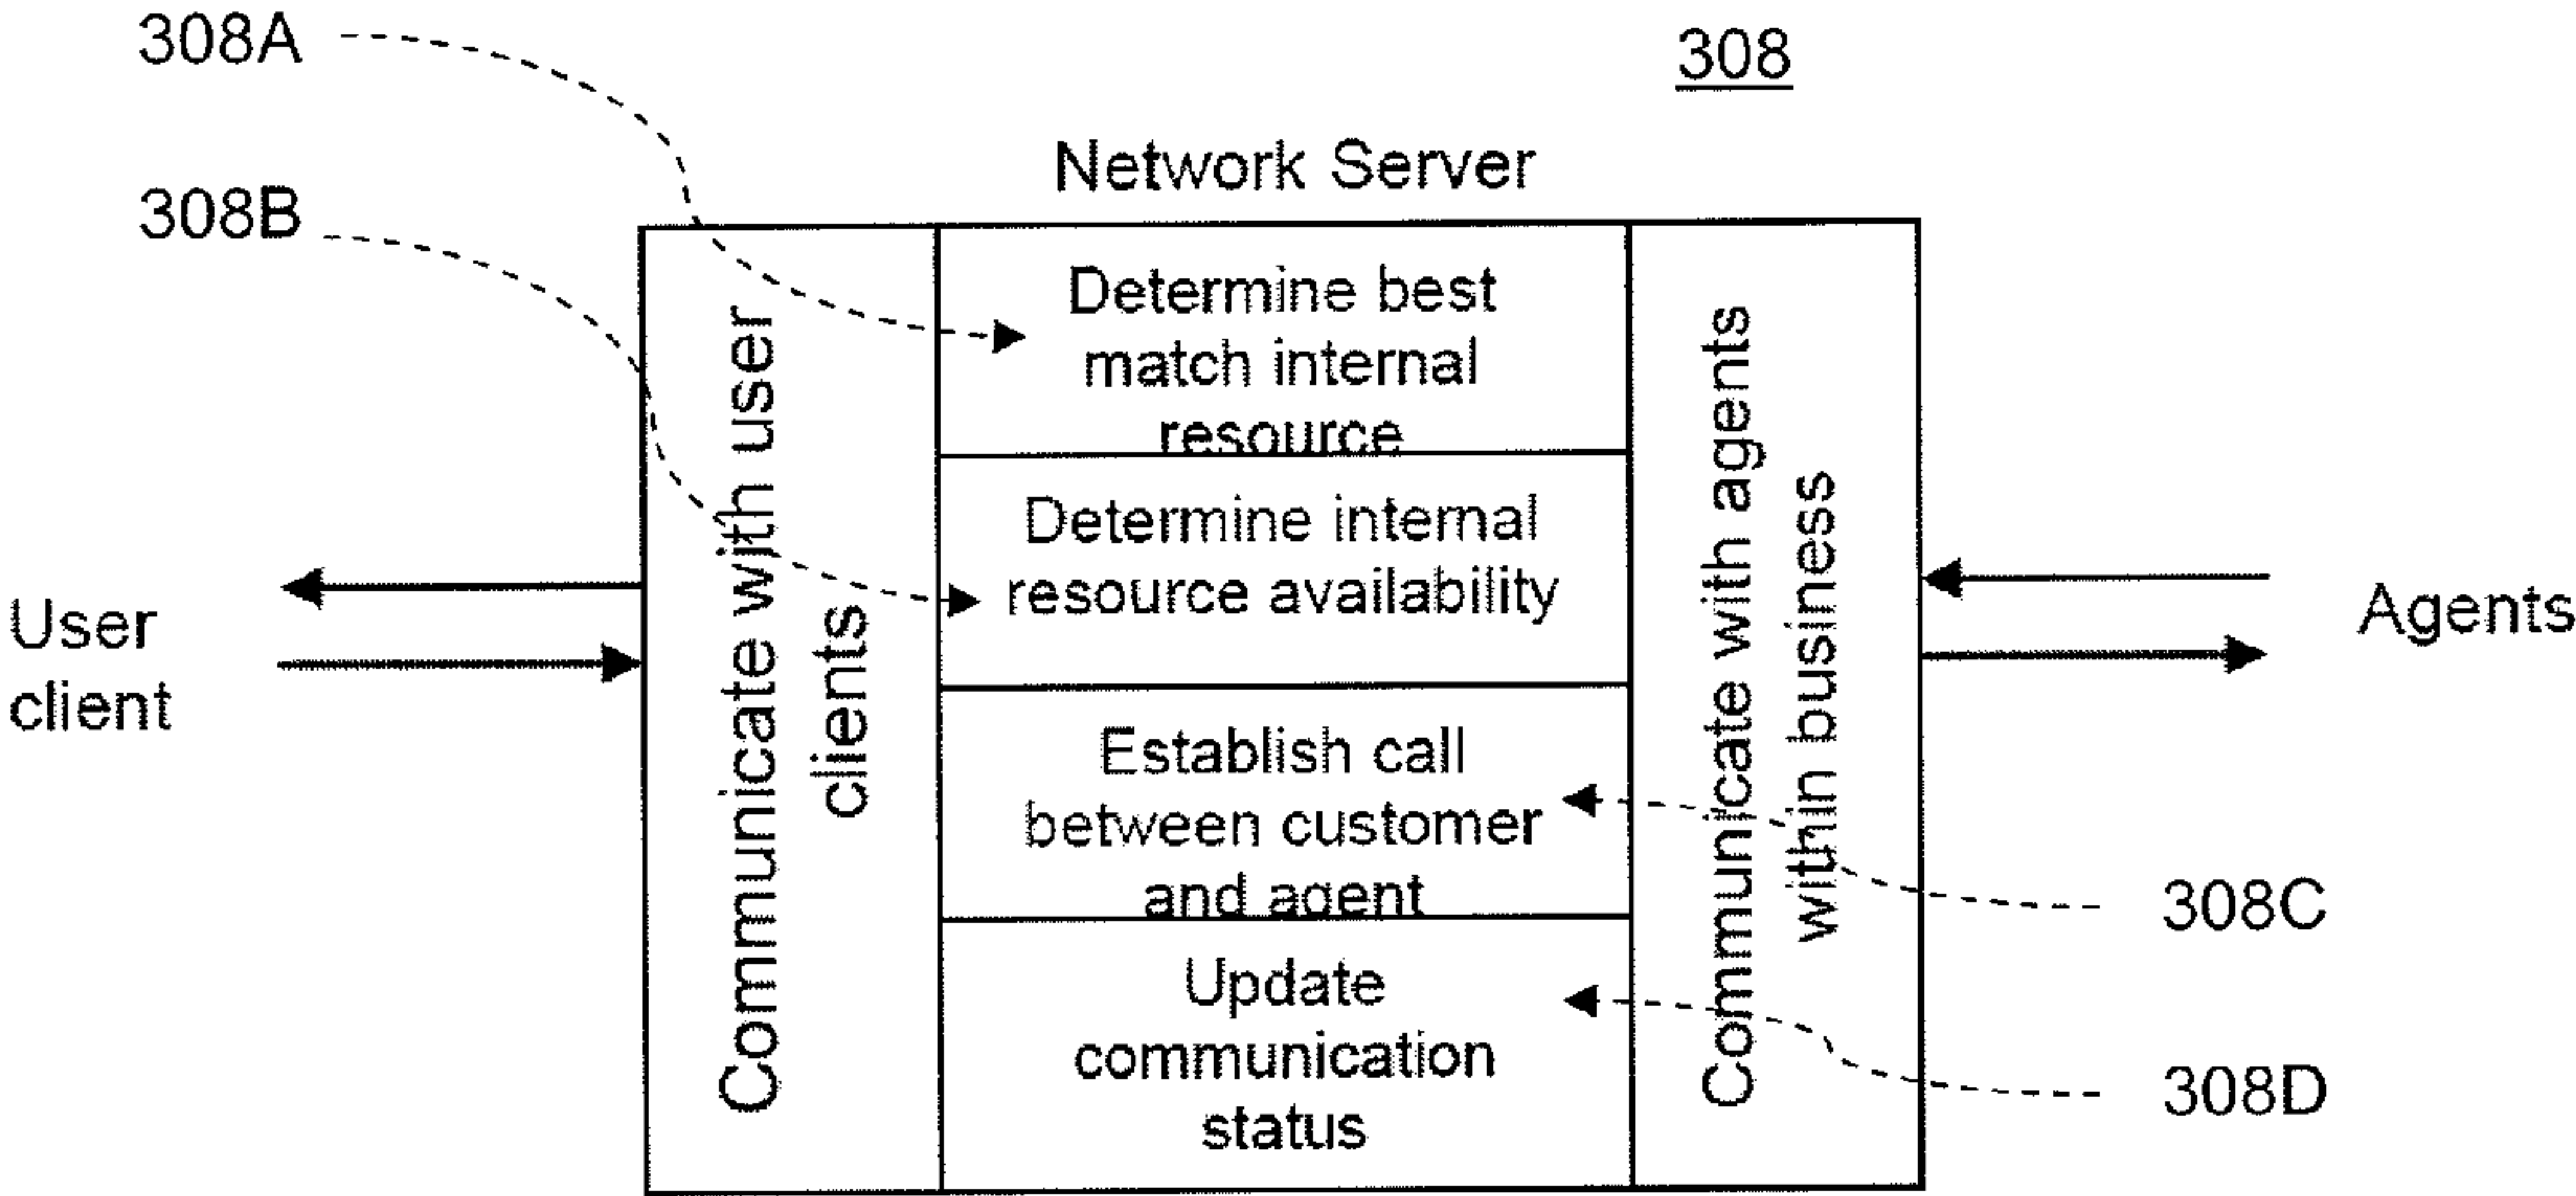 308A
308
Network Server
308B
Communicate with user
clients
Determine best
match internal
resource
Determine internal
resource availability
Establish call
between customer
and agent
Update
communication
status
Communicate with agents
within business
User
client
Agents
308C
308D